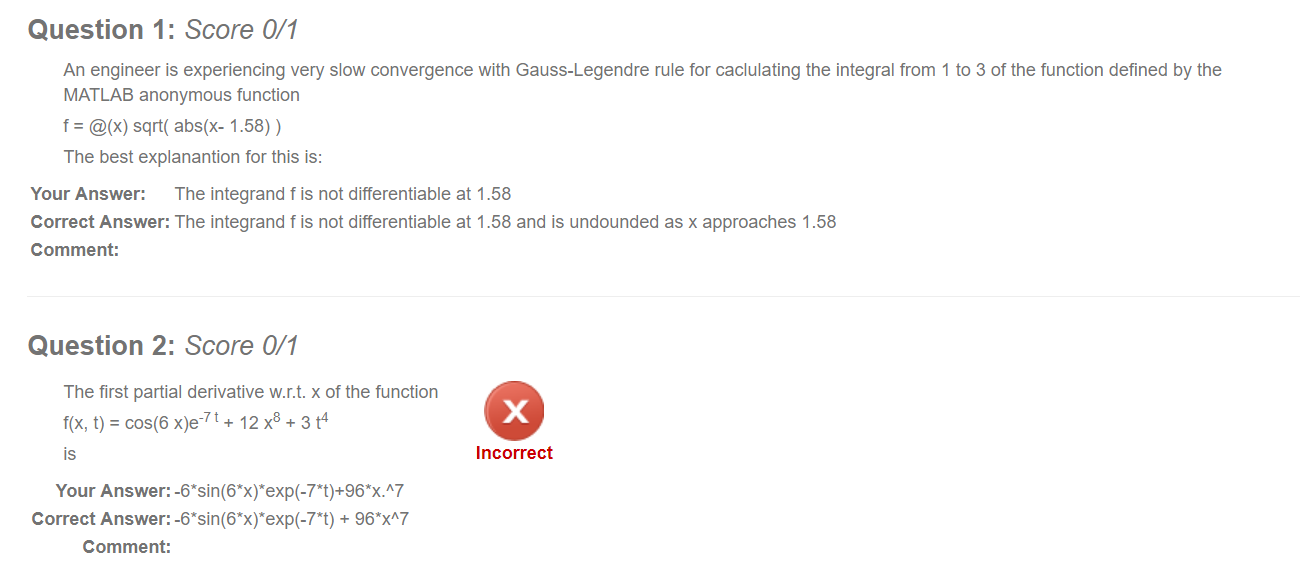 Question 1: Score 0/1
An engineer is experiencing very slow convergence with Gauss-Legendre rule for caclulating the integral from 1 to 3 of the function defined by the
MATLAB anonymous function
f = @(x) sqrt( abs(x- 1.58) )
The best explanantion for this is:
Your Answer: The integrand f is not differentiable at 1.58
Correct Answer: The integrand f is not differentiable at 1.58 and is undounded as x approaches 1.58
Comment:
Question 2: Score 0/1
The first partial derivative w.r.t. x of the function
f(x, t) = cos(6 x)e^-7 t + 12 x^8 + 3 t^4
is
X
Incorrect
Your Answer: -6*sin(6*x)*exp(-7*t)+96*x.^7
Correct Answer: -6*sin(6*x)*exp(-7*t) + 96*x^7
Comment: